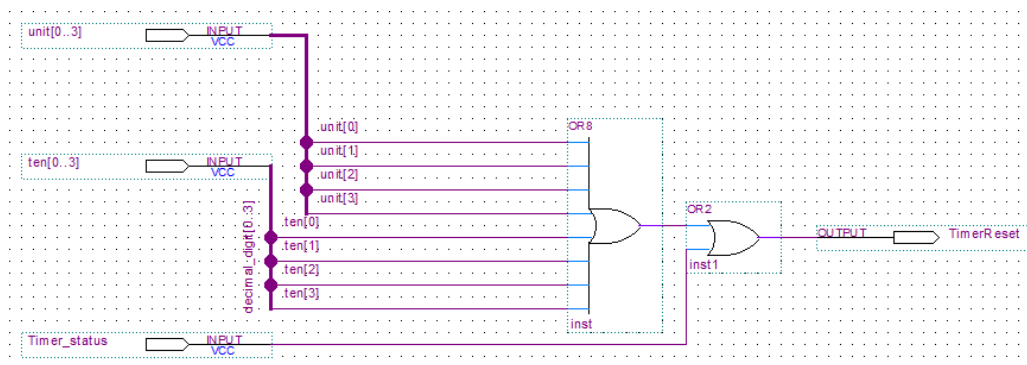 unit[0..3]
INPUT
VCC
.unit[0]
OR8
.unit[1]
ten[0..3]
INPUT
VCC
.unit[2]
.unit[3]
decimal_digit[0..3]
.ten[0]
OR2
.ten[1]
OUTPUT
TimerReset
.ten[2]
inst1
.ten[3]
inst
Timer_status
INPUT
VCC